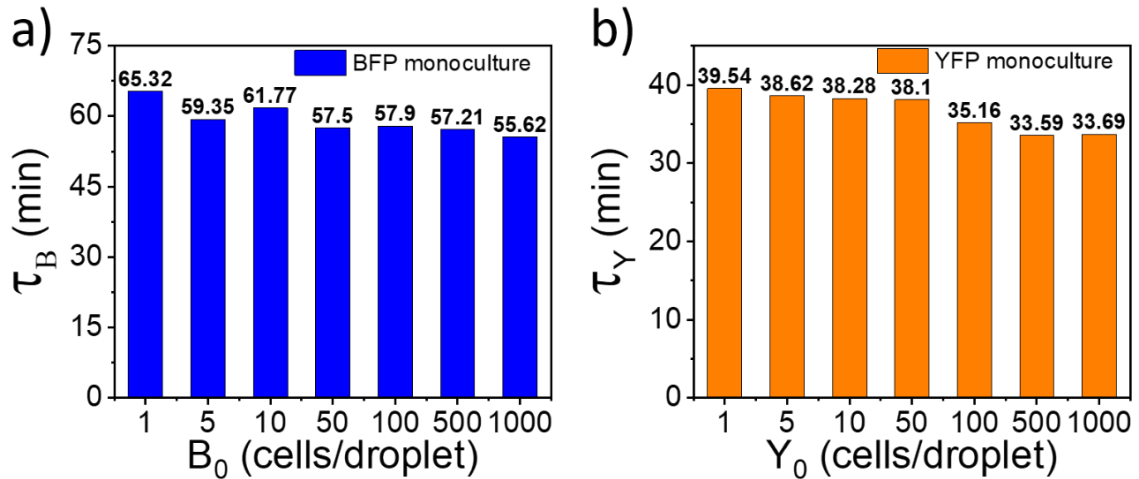 a)
BFP monoculture
75
60
45
30
15
0
τB (min)
65.32
59.35
61.77
57.5
57.9
57.21
55.62
1 5 10 50 100 500 1000
B0 (cells/droplet)
b)
YFP monoculture
40
30
20
10
0
τY (min)
39.54
38.62
38.28
38.1
35.16
33.59
33.69
1 5 10 50 100 500 1000
Y0 (cells/droplet)